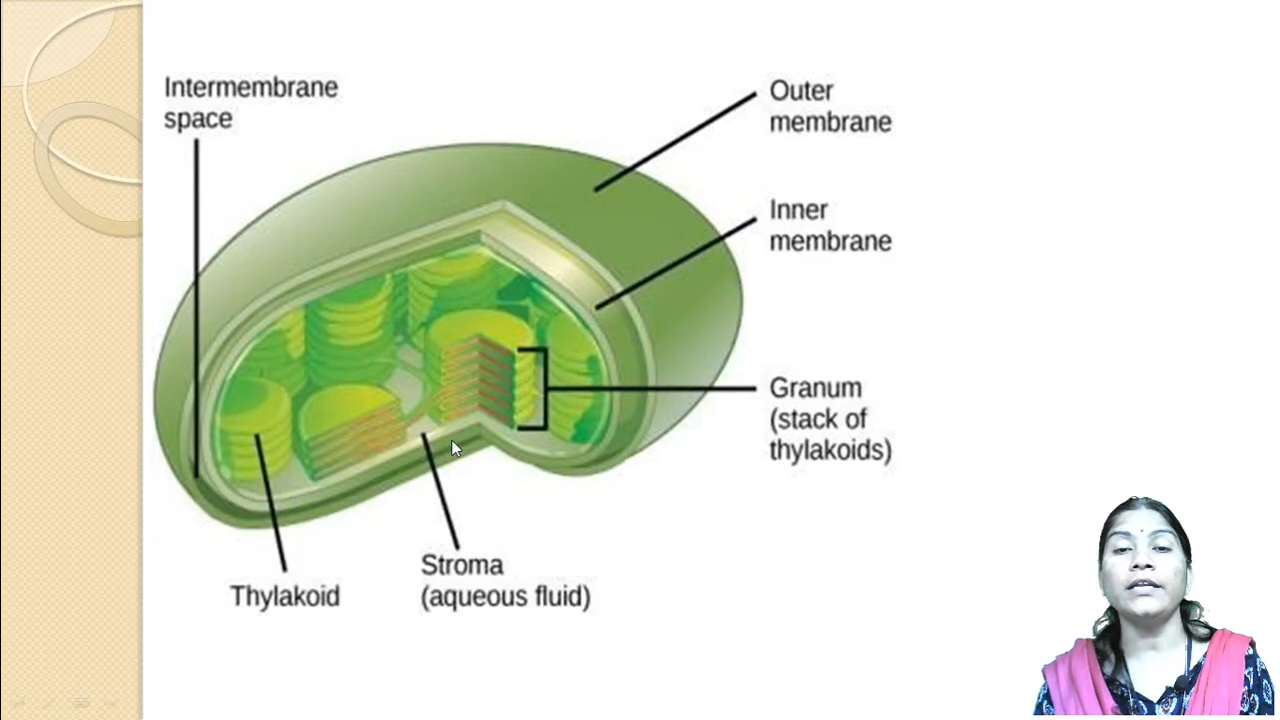 Intermembrane
space
Outer
membrane
Inner
membrane
Granum
(stack of
thylakoids)
Stroma
(aqueous fluid)
Thylakoid